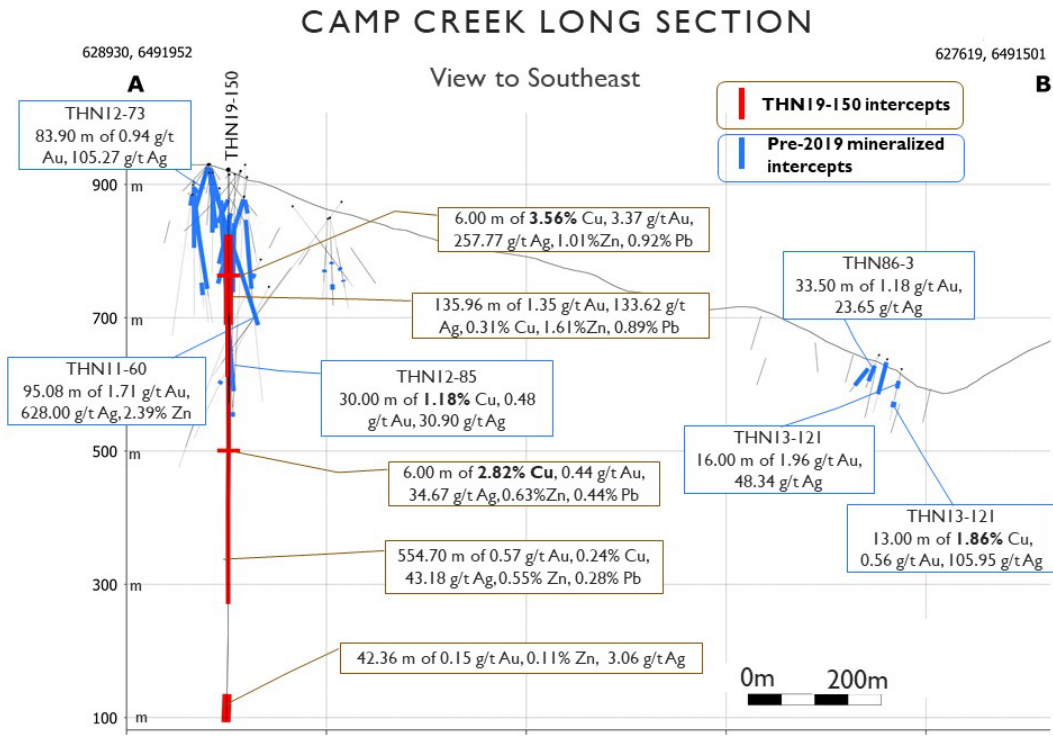 CAMP CREEK LONG SECTION
628930, 6491952
627619, 6491501
A
B
View to Southeast
THN19-150
THN19-150 intercepts
Pre-2019 mineralized
intercepts
THN12-73
83.90 m of 0.94 g/t
Au, 105.27 g/t Ag
900 m
6.00 m of 3.56% Cu, 3.37 g/t Au,
257.77 g/t Ag, 1.01%Zn, 0.92% Pb
THN86-3
33.50 m of 1.18 g/t Au,
23.65 g/t Ag
135.96 m of 1.35 g/t Au, 133.62 g/t
Ag, 0.31% Cu, 1.61%Zn, 0.89% Pb
700 m
THN11-60
95.08 m of 1.71 g/t Au,
628.00 g/t Ag, 2.39% Zn
THN12-85
30.00 m of 1.18% Cu, 0.48
g/t Au, 30.90 g/t Ag
THN13-121
16.00 m of 1.96 g/t Au,
48.34 g/t Ag
500 m
6.00 m of 2.82% Cu, 0.44 g/t Au,
34.67 g/t Ag, 0.63%Zn, 0.44% Pb
THN13-121
13.00 m of 1.86% Cu,
0.56 g/t Au, 105.95 g/t Ag
554.70 m of 0.57 g/t Au, 0.24% Cu,
43.18 g/t Ag, 0.55% Zn, 0.28% Pb
300 m
42.36 m of 0.15 g/t Au, 0.11% Zn, 3.06 g/t Ag
0m 200m
100 m